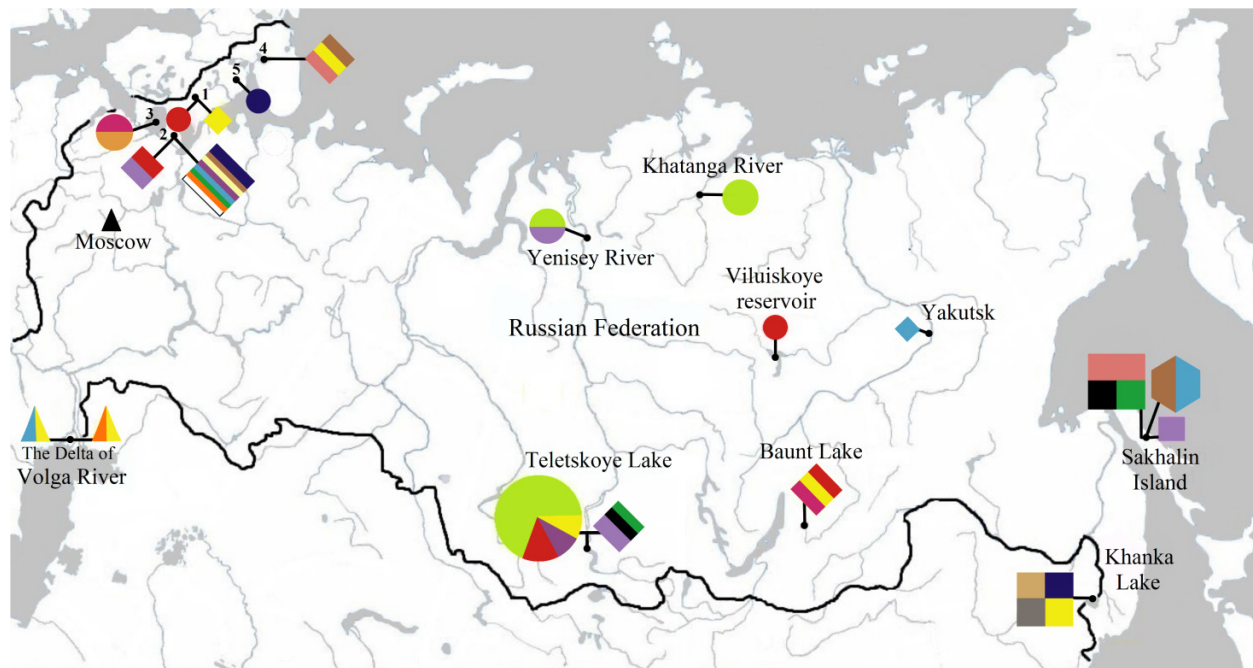 4
5
1
3
2
Khatanga River
Moscow
Yenisey River
Viluiskoye
reservoir
Yakutsk
Russian Federation
The Delta of
Volga River
Teletskoye Lake
Baunt Lake
Sakhalin
Island
Khanka
Lake